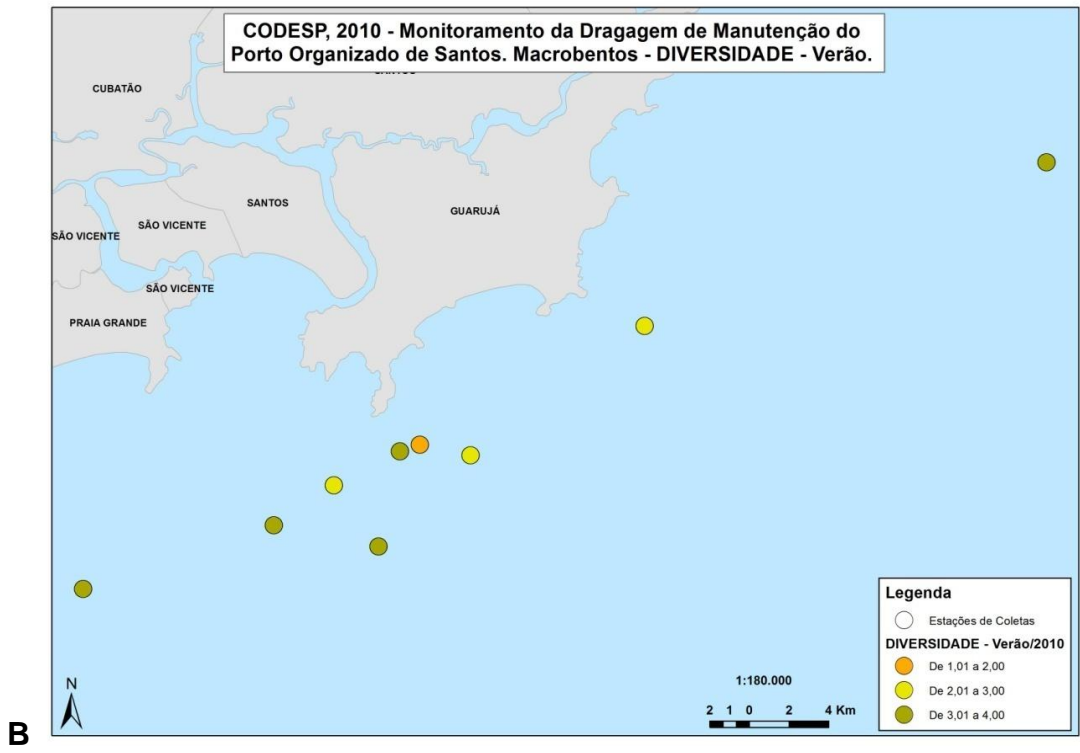 CODESP, 2010 - Monitoramento da Dragagem de Manutenção do
Porto Organizado de Santos. Macrobentos - DIVERSIDADE - Verão.
CUBATÃO
SANTOS
GUARUJÁ
SÃO VICENTE
SÃO VICENTE
SÃO VICENTE
PRAIA GRANDE
Legenda
Estações de Coletas
DIVERSIDADE - Verão/2010
De 1,01 a 2,00
De 2,01 a 3,00
De 3,01 a 4,00
1:180.000
2 1 0 2 4 Km
N
B